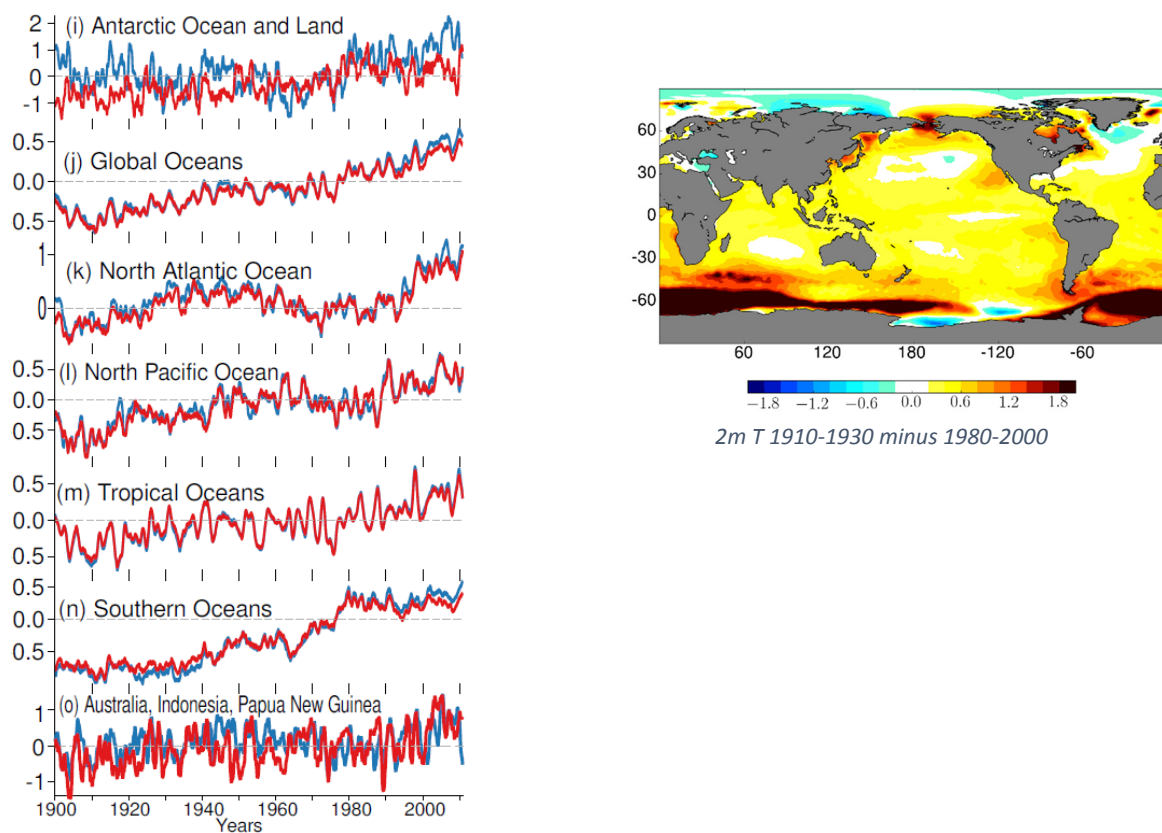 (i) Antarctic Ocean and Land
2
1
0
-1
(j) Global Oceans
0.5
0.0
0.5
(k) North Atlantic Ocean
1
0
(l) North Pacific Ocean
0.5
0.0
0.5
(m) Tropical Oceans
0.5
0.0
0.5
(n) Southern Oceans
0.5
0.0
0.5
(o) Australia, Indonesia, Papua New Guinea
1
0
-1
1900 1920 1940 1960 1980 2000
Years
60
30
0
-30
-60
60 120 180 -120 -60
−1.8 −1.2 −0.6 0.0 0.6 1.2 1.8
2m T 1910-1930 minus 1980-2000